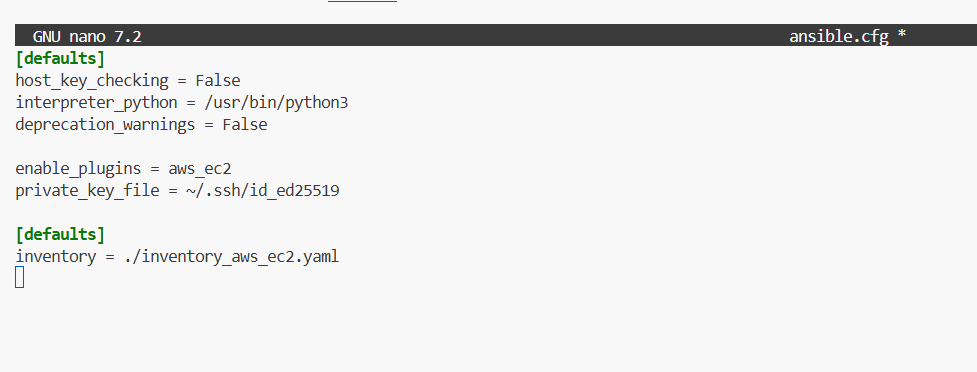 GNU nano 7.2 ansible.cfg *
[defaults]
host_key_checking = False
interpreter_python = /usr/bin/python3
deprecation_warnings = False
enable_plugins = aws_ec2
private_key_file = ~/.ssh/id_ed25519
[defaults]
inventory = ./inventory_aws_ec2.yaml